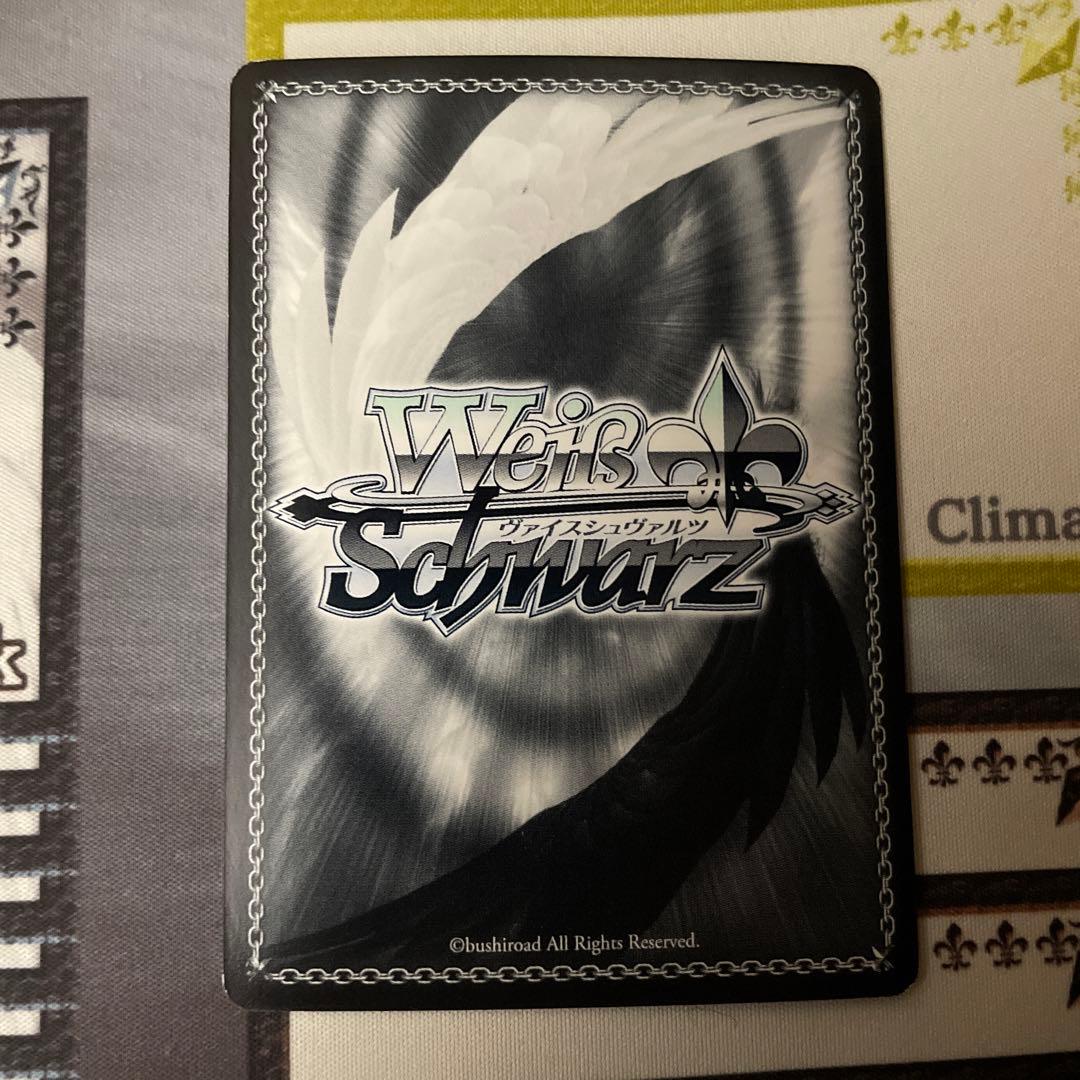 Weiß
ヴァイスシュヴァルツ
Schwarz
Clima
k
©bushiroad All Rights Reserved.